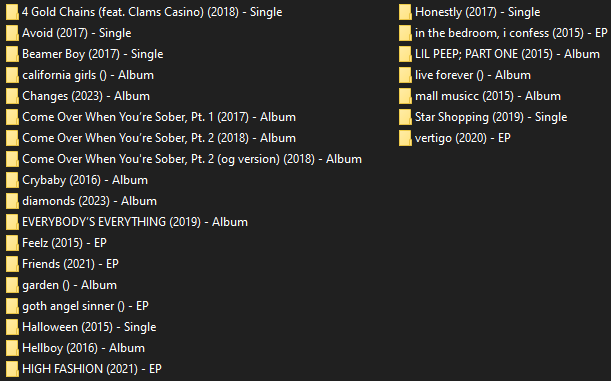 4 Gold Chains (feat. Clams Casino) (2018) - Single
Avoid (2017) - Single
Beamer Boy (2017) - Single
california girls () - Album
Changes (2023) - Album
Come Over When You’re Sober, Pt. 1 (2017) - Album
Come Over When You're Sober, Pt. 2 (2018) - Album
Come Over When You're Sober, Pt. 2 (og version) (2018) - Album
Crybaby (2016) - Album
diamonds (2023) - Album
EVERYBODY'S EVERYTHING (2019) - Album
Feelz (2015) - EP
Friends (2021) - EP
garden () - Album
goth angel sinner () - EP
Halloween (2015) - Single
Hellboy (2016) - Album
HIGH FASHION (2021) - EP
Honestly (2017) - Single
in the bedroom, i confess (2015) - EP
LIL PEEP; PART ONE (2015) - Album
live forever () - Album
mall musicc (2015) - Album
Star Shopping (2019) - Single
vertigo (2020) - EP